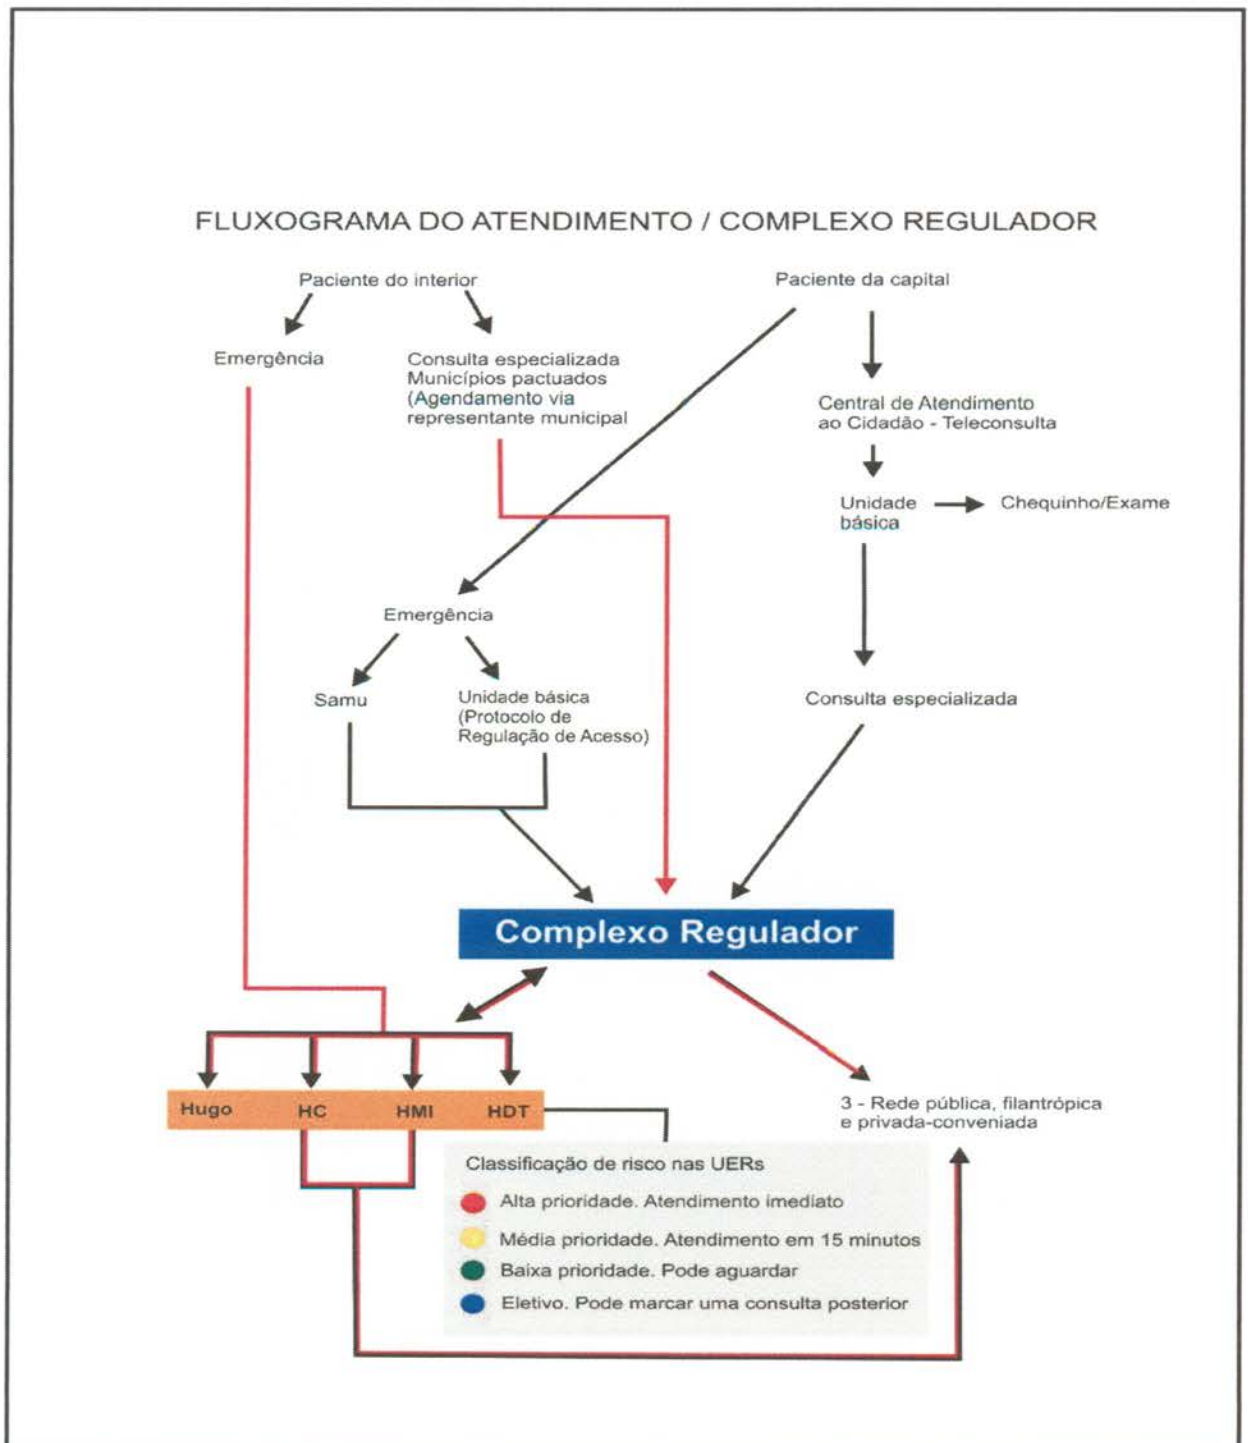 FLUXOGRAMA DO ATENDIMENTO / COMPLEXO REGULADOR
Paciente do interior
Paciente da capital
Emergência
Consulta especializada
Municípios pactuados
(Agendamento via
representante municipal
Central de Atendimento
ao Cidadão - Teleconsulta
Unidade
básica
Chequinho/Exame
Emergência
Samu
Unidade básica
(Protocolo de
Regulação de Acesso)
Consulta especializada
Complexo Regulador
Hugo HC HMI HDT
3 - Rede pública, filantrópica
e privada-conveniada
Classificação de risco nas UERs
Alta prioridade. Atendimento imediato
Média prioridade. Atendimento em 15 minutos
Baixa prioridade. Pode aguardar
Eletivo. Pode marcar uma consulta posterior